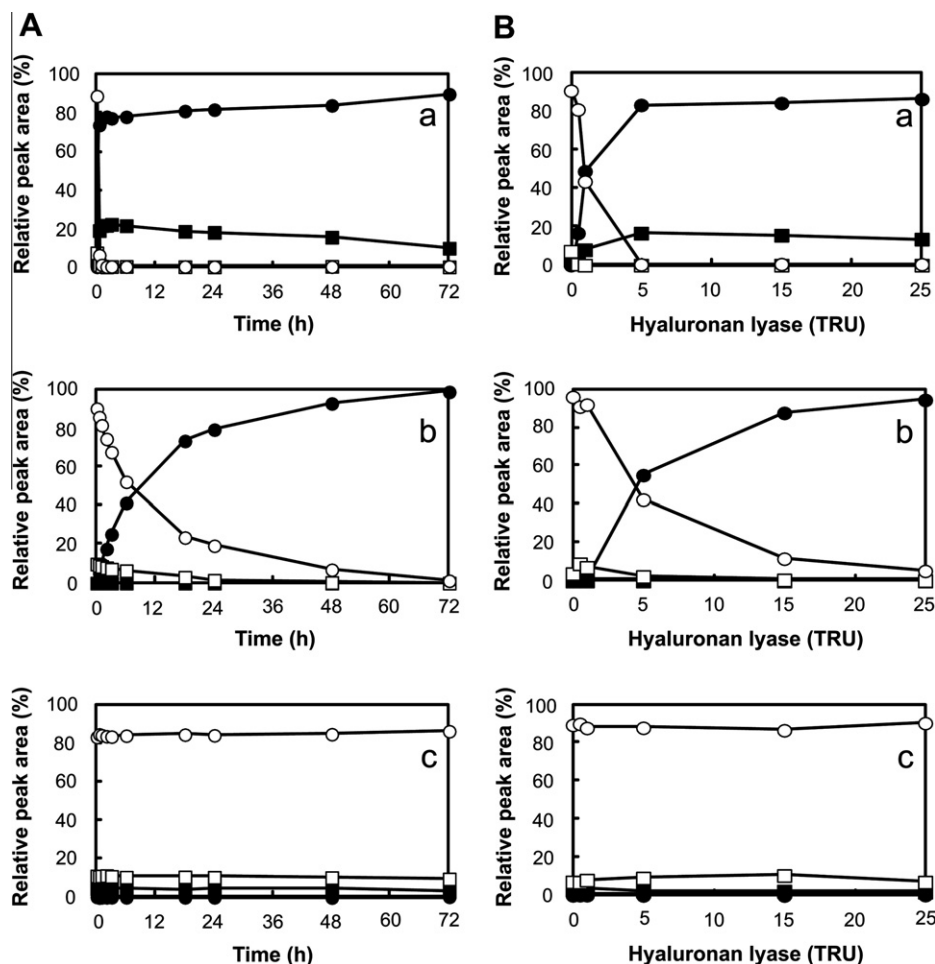 A
B
Relative peak area (%)
100
80
60
40
20
0
a
0 12 24 36 48 60 72
Time (h)
Relative peak area (%)
100
80
60
40
20
0
a
0 5 10 15 20 25
Hyaluronan lyase (TRU)
Relative peak area (%)
100
80
60
40
20
0
b
0 12 24 36 48 60 72
Time (h)
Relative peak area (%)
100
80
60
40
20
0
b
0 5 10 15 20 25
Hyaluronan lyase (TRU)
Relative peak area (%)
100
80
60
40
20
0
c
0 12 24 36 48 60 72
Time (h)
Relative peak area (%)
100
80
60
40
20
0
c
0 5 10 15 20 25
Hyaluronan lyase (TRU)